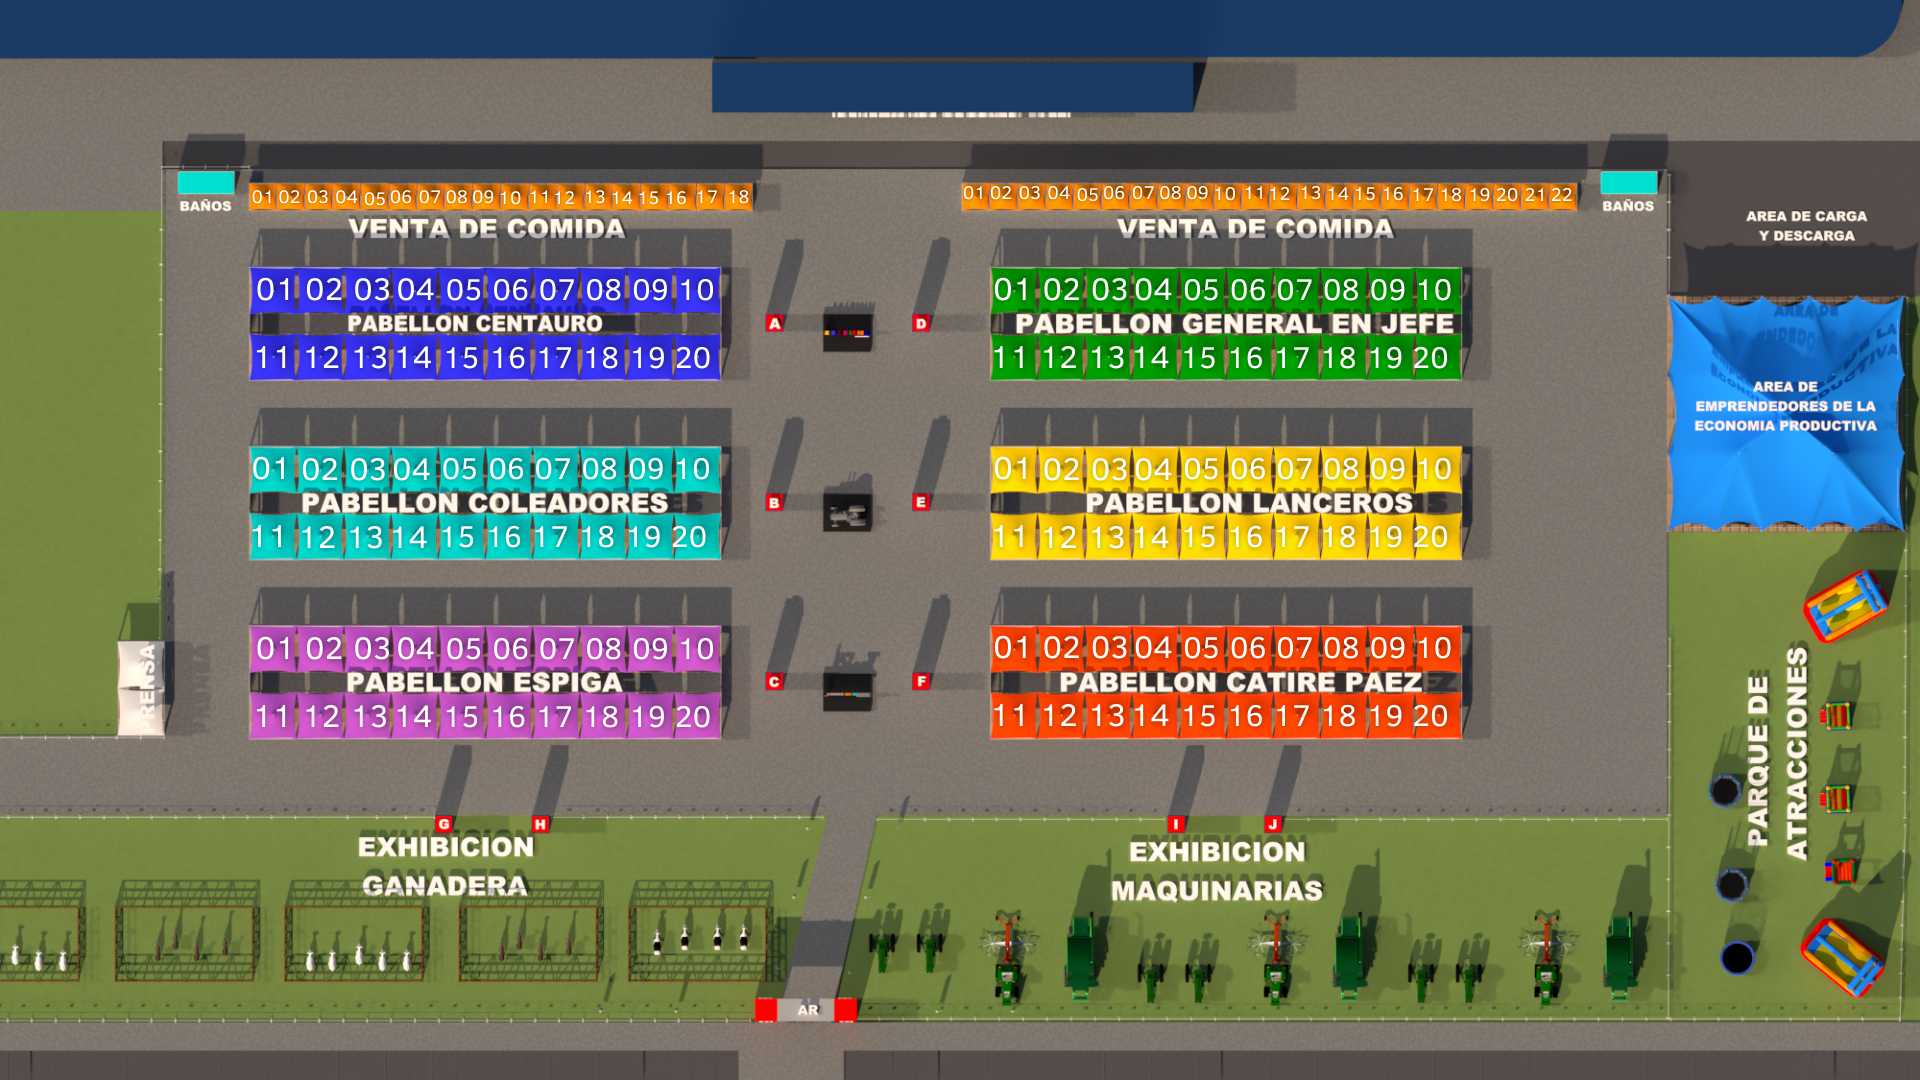 BAÑOS
01 02 03 04 05 06 07 08 09 10 11 12 13 14 15 16 17 18
VENTA DE COMIDA
01 02 03 04 05 06 07 08 09 10 11 12 13 14 15 16 17 18 19 20 21 22
VENTA DE COMIDA
BAÑOS
AREA DE CARGA
Y DESCARGA
01 02 03 04 05 06 07 08 09 10
PABELLON CENTAURO
11 12 13 14 15 16 17 18 19 20
A
D
01 02 03 04 05 06 07 08 09 10
PABELLON GENERAL EN JEFE
11 12 13 14 15 16 17 18 19 20
AREA DE
EMPRENDEDORES DE LA
ECONOMIA PRODUCTIVA
01 02 03 04 05 06 07 08 09 10
PABELLON COLEADORES
11 12 13 14 15 16 17 18 19 20
B
E
01 02 03 04 05 06 07 08 09 10
PABELLON LANCEROS
11 12 13 14 15 16 17 18 19 20
PRENSA
01 02 03 04 05 06 07 08 09 10
PABELLON ESPIGA
11 12 13 14 15 16 17 18 19 20
C
F
01 02 03 04 05 06 07 08 09 10
PABELLON CATIRE PAEZ
11 12 13 14 15 16 17 18 19 20
PARQUE DE
ATRACCIONES
G
H
EXHIBICION
GANADERA
I
J
EXHIBICION
MAQUINARIAS
AR